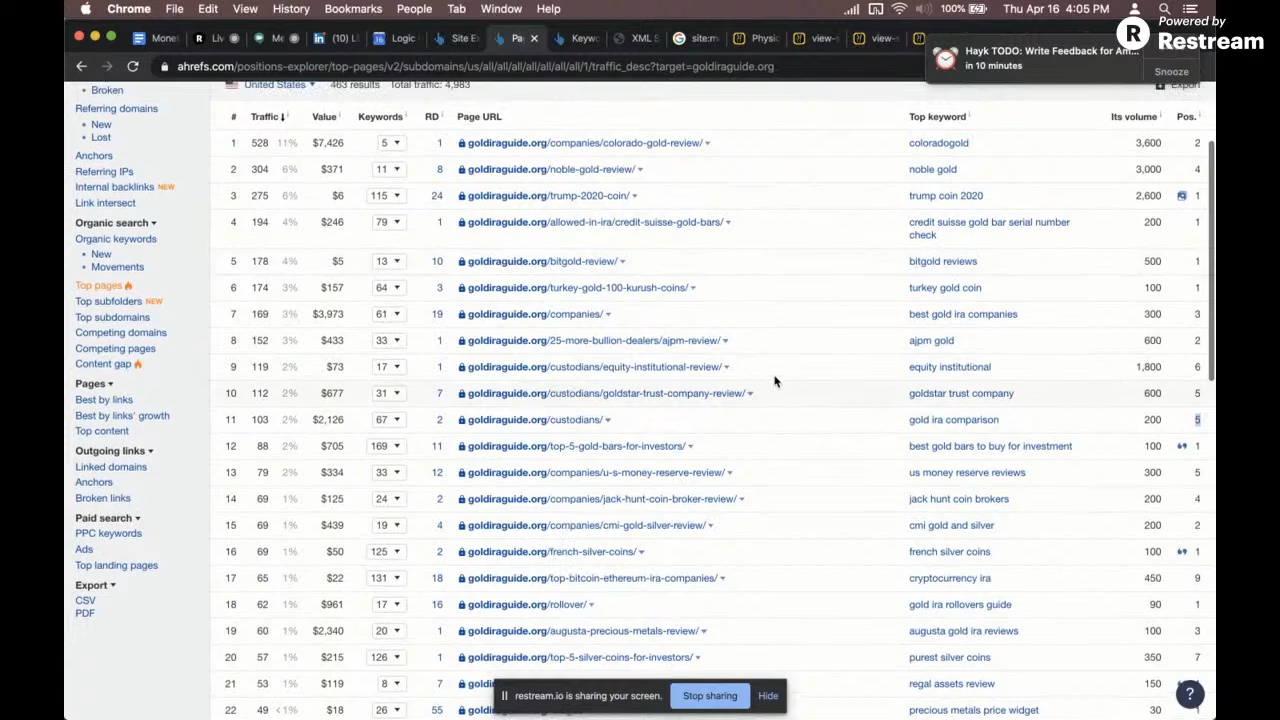 Chrome File Edit View History Bookmarks People Tab Window Help 100% Thu Apr 16 4:05 PM
Powered by
Restream
Monet Live Me (10) L Logic Site E Pa Keywo XML S site:m Physic view-s view-s
ahrefs.com/positions-explorer/top-pages/v2/subdomains/us/all/all/all/all/all/all/1/traffic_desc?target=goldiraguide.org
Hayk TODO: Write Feedback for Am...
in 10 minutes
Snooze
Broken
Referring domains
New
Lost
Anchors
Referring IPs
Internal backlinks NEW
Link intersect
Organic search
Organic keywords
New
Movements
Top pages
Top subfolders NEW
Top subdomains
Competing domains
Competing pages
Content gap
Pages
Best by links
Best by links' growth
Top content
Outgoing links
Linked domains
Anchors
Broken links
Paid search
PPC keywords
Ads
Top landing pages
Export
CSV
PDF
United States 463 results Total traffic: 4,983 Export
# Traffic Value Keywords RD Page URL Top keyword Its volume Pos.
1 528 11% $7,426 5 1 goldiraguide.org/companies/colorado-gold-review/ coloradogold 3,600 2
2 304 6% $371 11 8 goldiraguide.org/noble-gold-review/ noble gold 3,000 4
3 275 6% $6 115 24 goldiraguide.org/trump-2020-coin/ trump coin 2020 2,600 1
4 194 4% $246 79 1 goldiraguide.org/allowed-in-ira/credit-suisse-gold-bars/ credit suisse gold bar serial number 200 1
check
5 178 4% $5 13 10 goldiraguide.org/bitgold-review/ bitgold reviews 500 1
6 174 3% $157 64 3 goldiraguide.org/turkey-gold-100-kurush-coins/ turkey gold coin 100 1
7 169 3% $3,973 61 19 goldiraguide.org/companies/ best gold ira companies 300 3
8 152 3% $433 33 1 goldiraguide.org/25-more-bullion-dealers/ajpm-review/ ajpm gold 600 2
9 119 2% $73 17 1 goldiraguide.org/custodians/equity-institutional-review/ equity institutional 1,800 6
10 112 2% $677 31 7 goldiraguide.org/custodians/goldstar-trust-company-review/ goldstar trust company 600 5
11 103 2% $2,126 67 2 goldiraguide.org/custodians/ gold ira comparison 200 5
12 88 2% $705 169 11 goldiraguide.org/top-5-gold-bars-for-investors/ best gold bars to buy for investment 100 1
13 79 2% $334 33 12 goldiraguide.org/companies/u-s-money-reserve-review/ us money reserve reviews 300 5
14 69 1% $125 24 2 goldiraguide.org/companies/jack-hunt-coin-broker-review/ jack hunt coin brokers 200 4
15 69 1% $439 19 4 goldiraguide.org/companies/cmi-gold-silver-review/ cmi gold and silver 200 2
16 69 1% $50 125 2 goldiraguide.org/french-silver-coins/ french silver coins 100 1
17 65 1% $22 131 18 goldiraguide.org/top-bitcoin-ethereum-ira-companies/ cryptocurrency ira 450 9
18 62 1% $961 17 16 goldiraguide.org/rollover/ gold ira rollovers guide 90 1
19 60 1% $2,340 20 1 goldiraguide.org/augusta-precious-metals-review/ augusta gold ira reviews 100 3
20 57 1% $215 126 1 goldiraguide.org/top-5-silver-coins-for-investors/ purest silver coins 350 7
21 53 1% $119 8 7 goldira regal assets review 150
22 49 <1% $18 26 55 goldira precious metals price widget 30 1
restream.io is sharing your screen. Stop sharing Hide
?